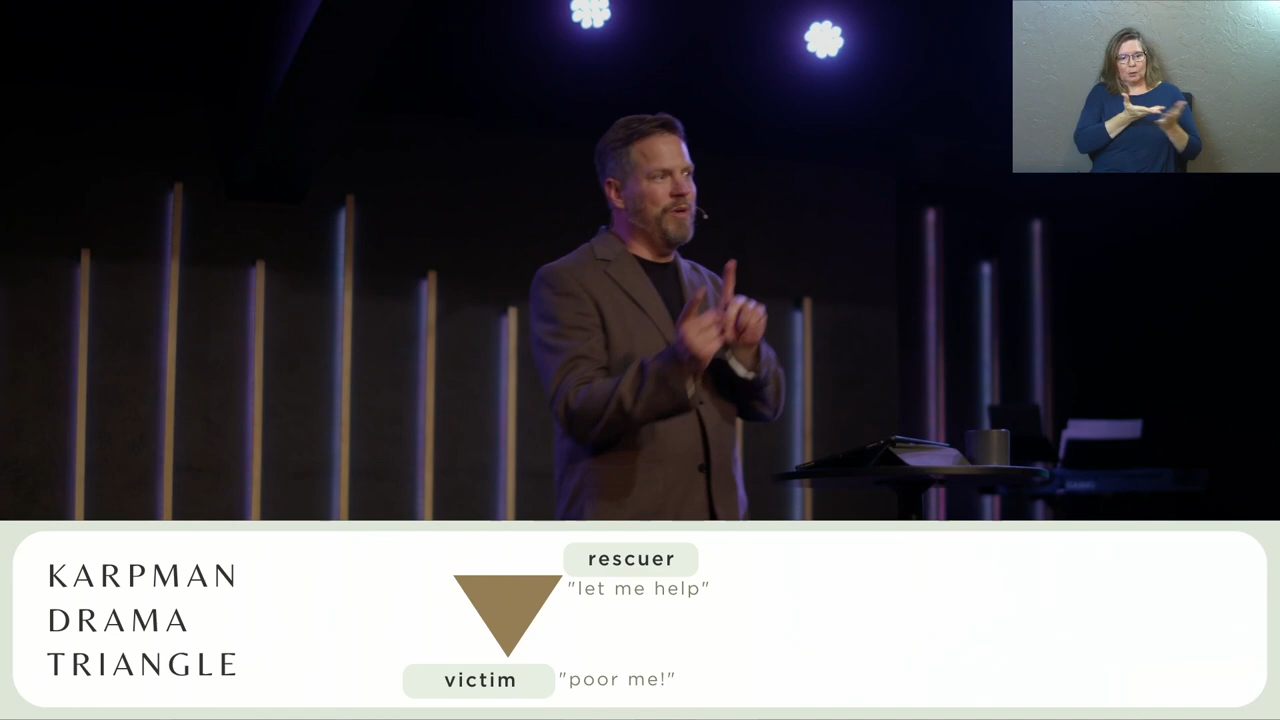 KARPMAN
DRAMA
TRIANGLE
rescuer
"let me help"
victim "poor me!"